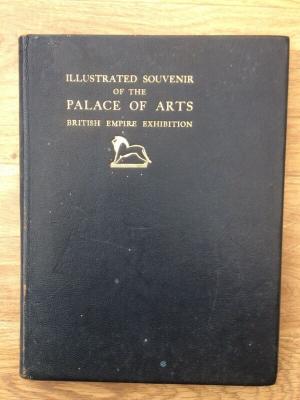 ILLUSTRATED SOUVENIR
OF THE
PALACE OF ARTS
BRITISH EMPIRE EXHIBITION